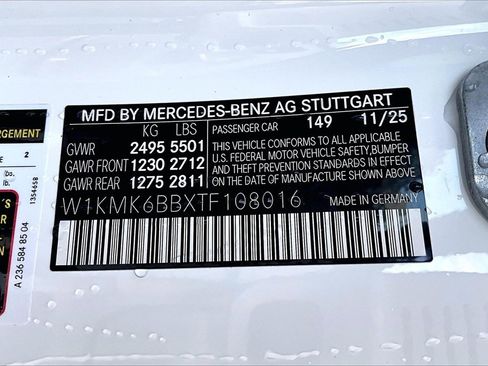 MFD BY MERCEDES-BENZ AG STUTTGART
KG LBS
PASSENGER CAR 149 11/25
GVWR 2495 5501
GAWR FRONT 1230 2712
GAWR REAR 1275 2811
THIS VEHICLE CONFORMS TO ALL APPLICABLE
U.S. FEDERAL MOTOR VEHICLE SAFETY, BUMPER
AND THEFT PREVENTION STANDARDS IN EFFECT
ON THE DATE OF MANUFACTURE SHOWN ABOVE.
W1KMK6BBXTF108016
MADE IN GERMANY
ARGEMENT
2
1354658
A 236 584 85 04